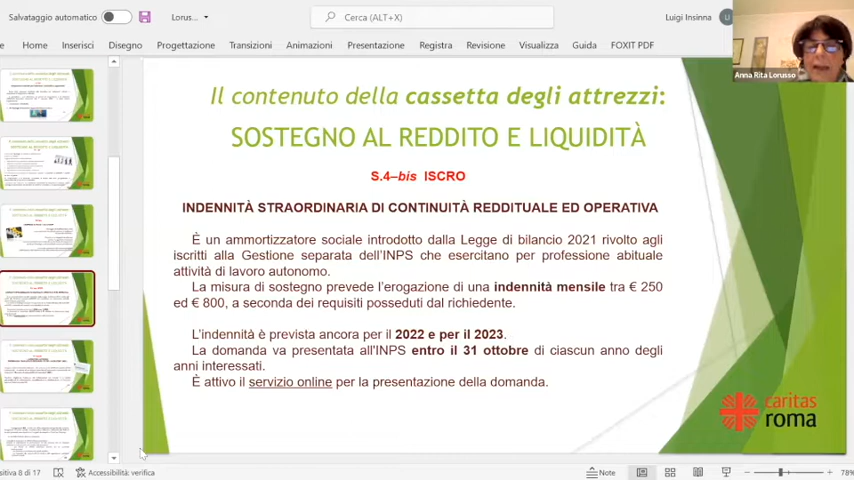 Salvataggio automatico
Lorus...
Cerca (ALT+X)
Luigi Insinna
LI
Home Inserisci Disegno Progettazione Transizioni Animazioni Presentazione Registra Revisione Visualizza Guida FOXIT PDF
Anna Rita Lorusso
Il contenuto della cassetta degli attrezzi:
SOSTEGNO AL REDDITO E LIQUIDITÀ
S.4–bis ISCRO
INDENNITÀ STRAORDINARIA DI CONTINUITÀ REDDITUALE ED OPERATIVA
È un ammortizzatore sociale introdotto dalla Legge di bilancio 2021 rivolto agli
iscritti alla Gestione separata dell'INPS che esercitano per professione abituale
attività di lavoro autonomo.
La misura di sostegno prevede l'erogazione di una indennità mensile tra € 250
ed € 800, a seconda dei requisiti posseduti dal richiedente.
L'indennità è prevista ancora per il 2022 e per il 2023.
La domanda va presentata all'INPS entro il 31 ottobre di ciascun anno degli
anni interessati.
È attivo il servizio online per la presentazione della domanda.
caritas
roma
sitiva 8 di 17
Accessibilità: verifica
Note
78%